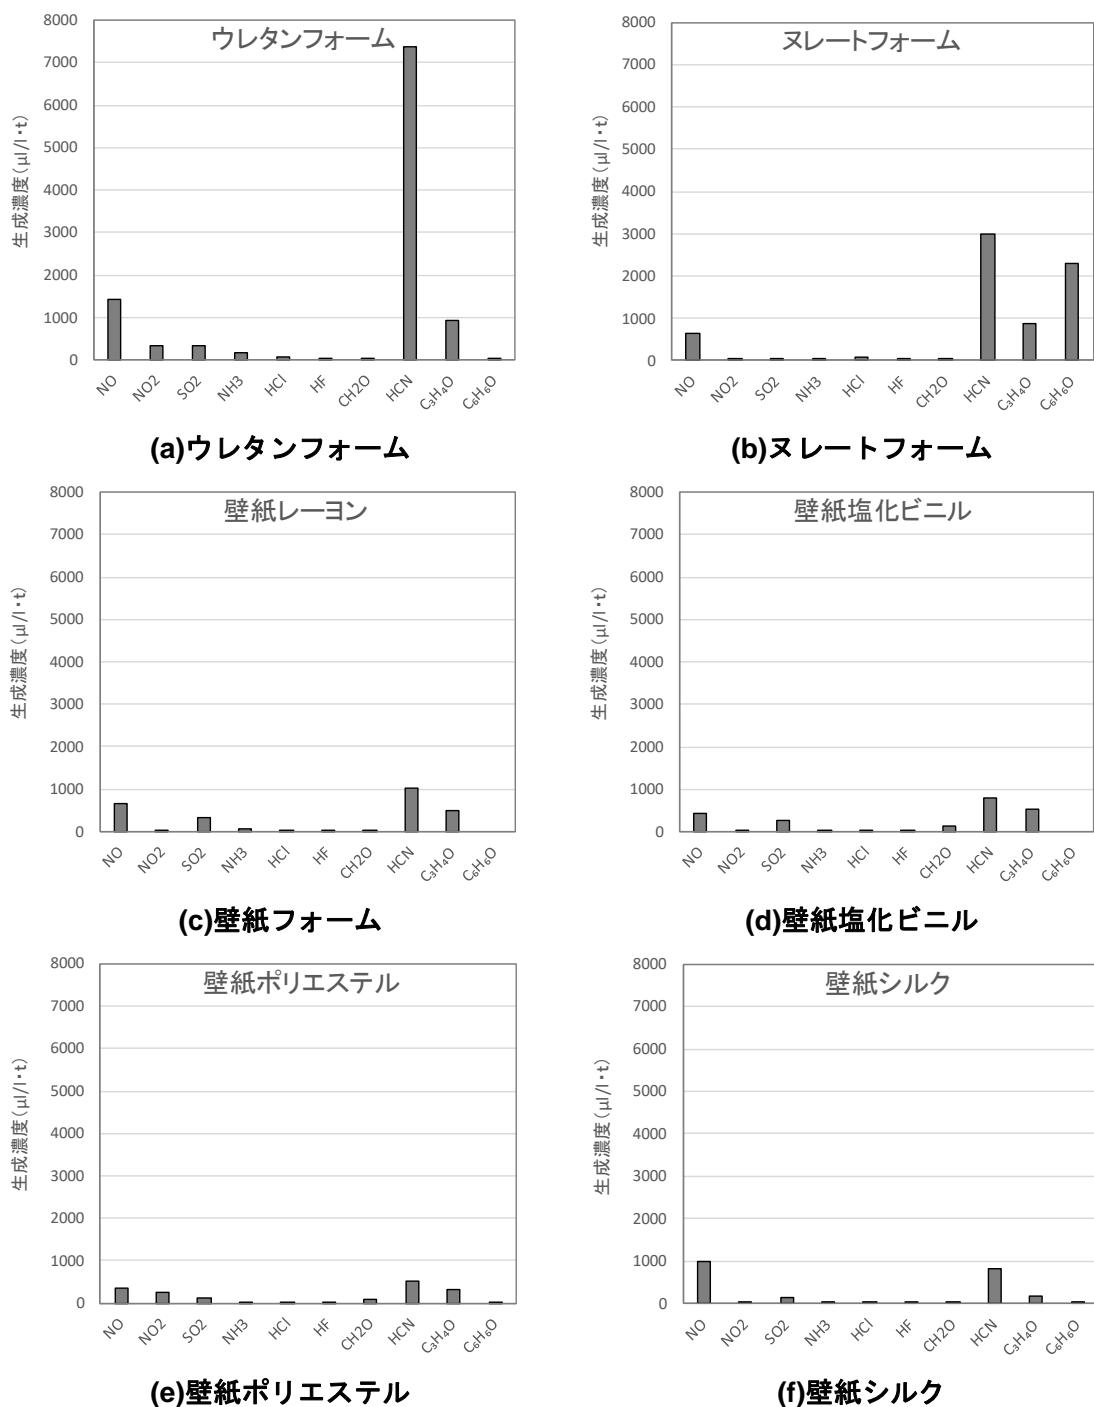 ウレタンフォーム
生成濃度(μl/l・t)
8000
7000
6000
5000
4000
3000
2000
1000
0
NO
NO2
SO2
NH3
HCl
HF
CH2O
HCN
C₃H₄O
C₆H₆O
(a)ウレタンフォーム
ヌレートフォーム
生成濃度(μl/l・t)
8000
7000
6000
5000
4000
3000
2000
1000
0
NO
NO2
SO2
NH3
HCl
HF
CH2O
HCN
C₃H₄O
C₆H₆O
(b)ヌレートフォーム
壁紙レーヨン
生成濃度(μl/l・t)
8000
7000
6000
5000
4000
3000
2000
1000
0
NO
NO2
SO2
NH3
HCl
HF
CH2O
HCN
C₃H₄O
C₆H₆O
(c)壁紙フォーム
壁紙塩化ビニル
生成濃度(μl/l・t)
8000
7000
6000
5000
4000
3000
2000
1000
0
NO
NO2
SO2
NH3
HCl
HF
CH2O
HCN
C₃H₄O
C₆H₆O
(d)壁紙塩化ビニル
壁紙ポリエステル
生成濃度(μl/l・t)
8000
7000
6000
5000
4000
3000
2000
1000
0
NO
NO2
SO2
NH3
HCl
HF
CH2O
HCN
C₃H₄O
C₆H₆O
(e)壁紙ポリエステル
壁紙シルク
生成濃度(μl/l・t)
8000
7000
6000
5000
4000
3000
2000
1000
0
NO
NO2
SO2
NH3
HCl
HF
CH2O
HCN
C₃H₄O
C₆H₆O
(f)壁紙シルク